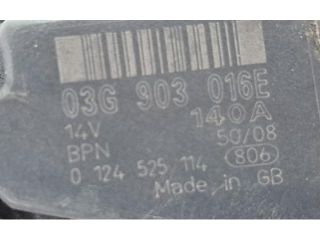 03G 903 016E
14V 140A
BPN 50/08
0 124 525 114 806
Made in GB